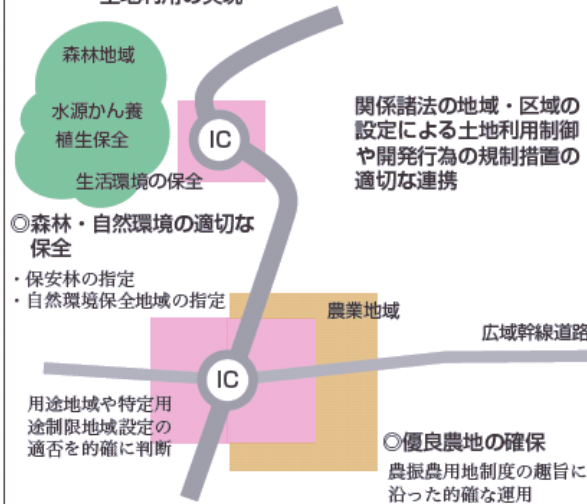 森林地域
水源かん養
植生保全
生活環境の保全
IC
関係諸法の地域・区域の
設定による土地利用制御
や開発行為の規制措置の
適切な連携
◎森林・自然環境の適切な
保全
・保安林の指定
・自然環境保全地域の指定
農業地域
広域幹線道路
IC
用途地域や特定用
途制限地域設定の
適否を的確に判断
◎優良農地の確保
農振農用地制度の趣旨に
沿った的確な運用